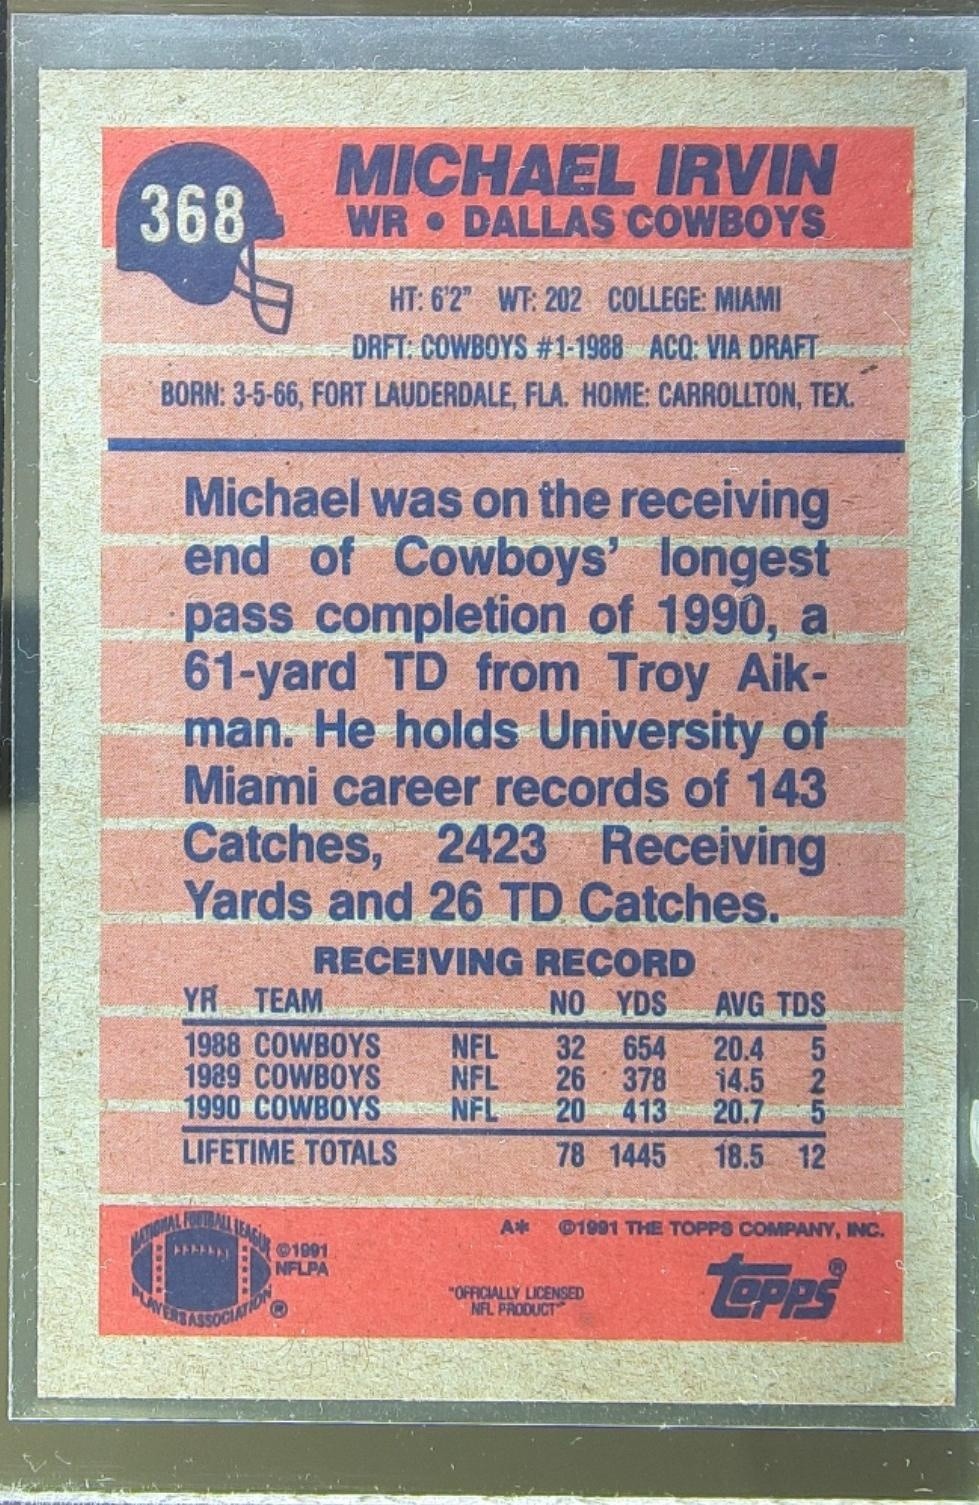 368
MICHAEL IRVIN
WR • DALLAS COWBOYS
HT: 6'2" WT: 202 COLLEGE: MIAMI
DRFT: COWBOYS #1-1988 ACQ: VIA DRAFT
BORN: 3-5-66, FORT LAUDERDALE, FLA. HOME: CARROLLTON, TEX.
Michael was on the receiving
end of Cowboys' longest
pass completion of 1990, a
61-yard TD from Troy Aik-
man. He holds University of
Miami career records of 143
Catches, 2423 Receiving
Yards and 26 TD Catches.
RECEIVING RECORD
YR TEAM NO YDS AVG TDS
1988 COWBOYS NFL 32 654 20.4 5
1989 COWBOYS NFL 26 378 14.5 2
1990 COWBOYS NFL 20 413 20.7 5
LIFETIME TOTALS 78 1445 18.5 12
NATIONAL FOOTBALL LEAGUE
PLAYERS ASSOCIATION ®
©1991
NFLPA
A* ©1991 THE TOPPS COMPANY, INC.
"OFFICIALLY LICENSED
NFL PRODUCT"
topps®